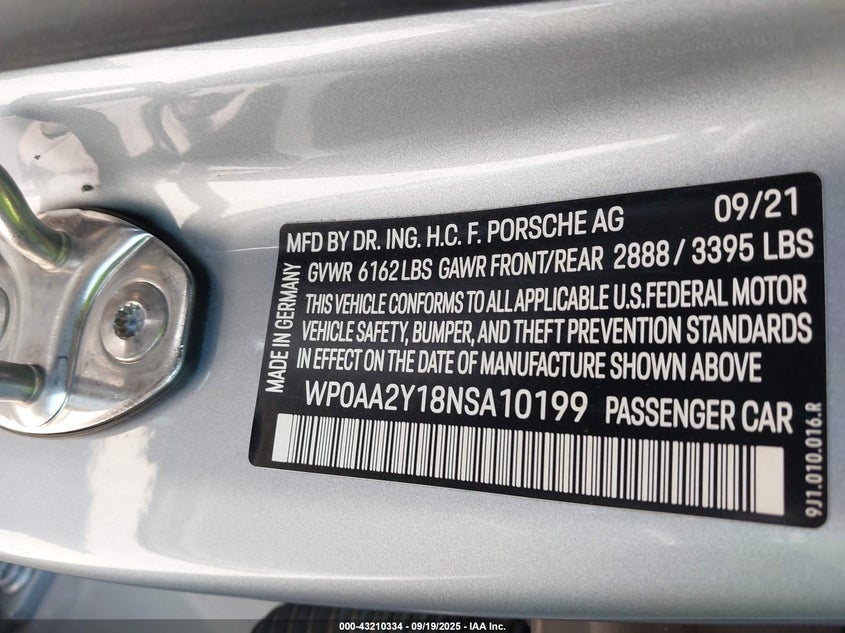 MFD BY DR. ING. H.C. F. PORSCHE AG 09/21
GVWR 6162 LBS GAWR FRONT/REAR 2888 / 3395 LBS
THIS VEHICLE CONFORMS TO ALL APPLICABLE U.S. FEDERAL MOTOR
VEHICLE SAFETY, BUMPER, AND THEFT PREVENTION STANDARDS
IN EFFECT ON THE DATE OF MANUFACTURE SHOWN ABOVE
WP0AA2Y18NSA10199 PASSENGER CAR
MADE IN GERMANY
9J1.010.016.R
000-43210334 - 09/19/2025 - IAA Inc.